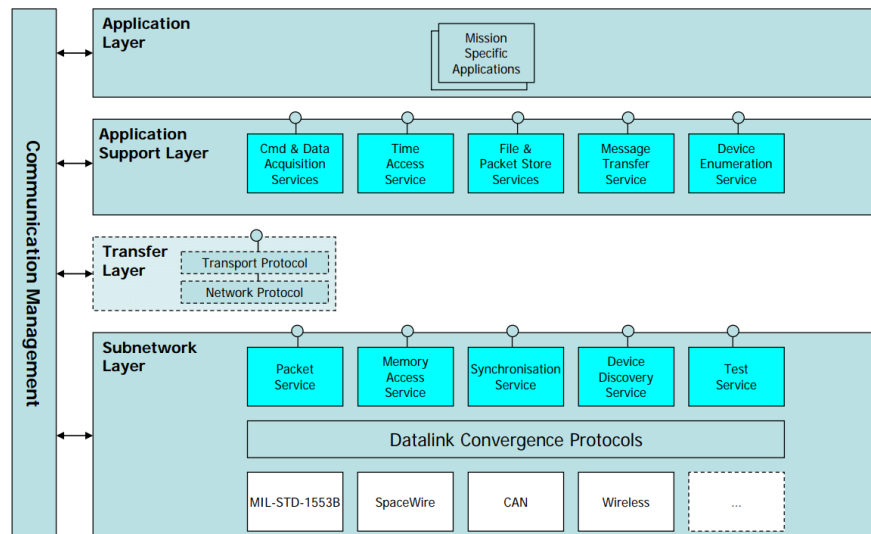 Communication Management
Application
Layer
Mission
Specific
Applications
Application
Support Layer
Cmd & Data
Acquisition
Services
Time
Access
Service
File &
Packet Store
Services
Message
Transfer
Service
Device
Enumeration
Service
Transfer
Layer
Transport Protocol
Network Protocol
Subnetwork
Layer
Packet
Service
Memory
Access
Service
Synchronisation
Service
Device
Discovery
Service
Test
Service
Datalink Convergence Protocols
MIL-STD-1553B
SpaceWire
CAN
Wireless
...